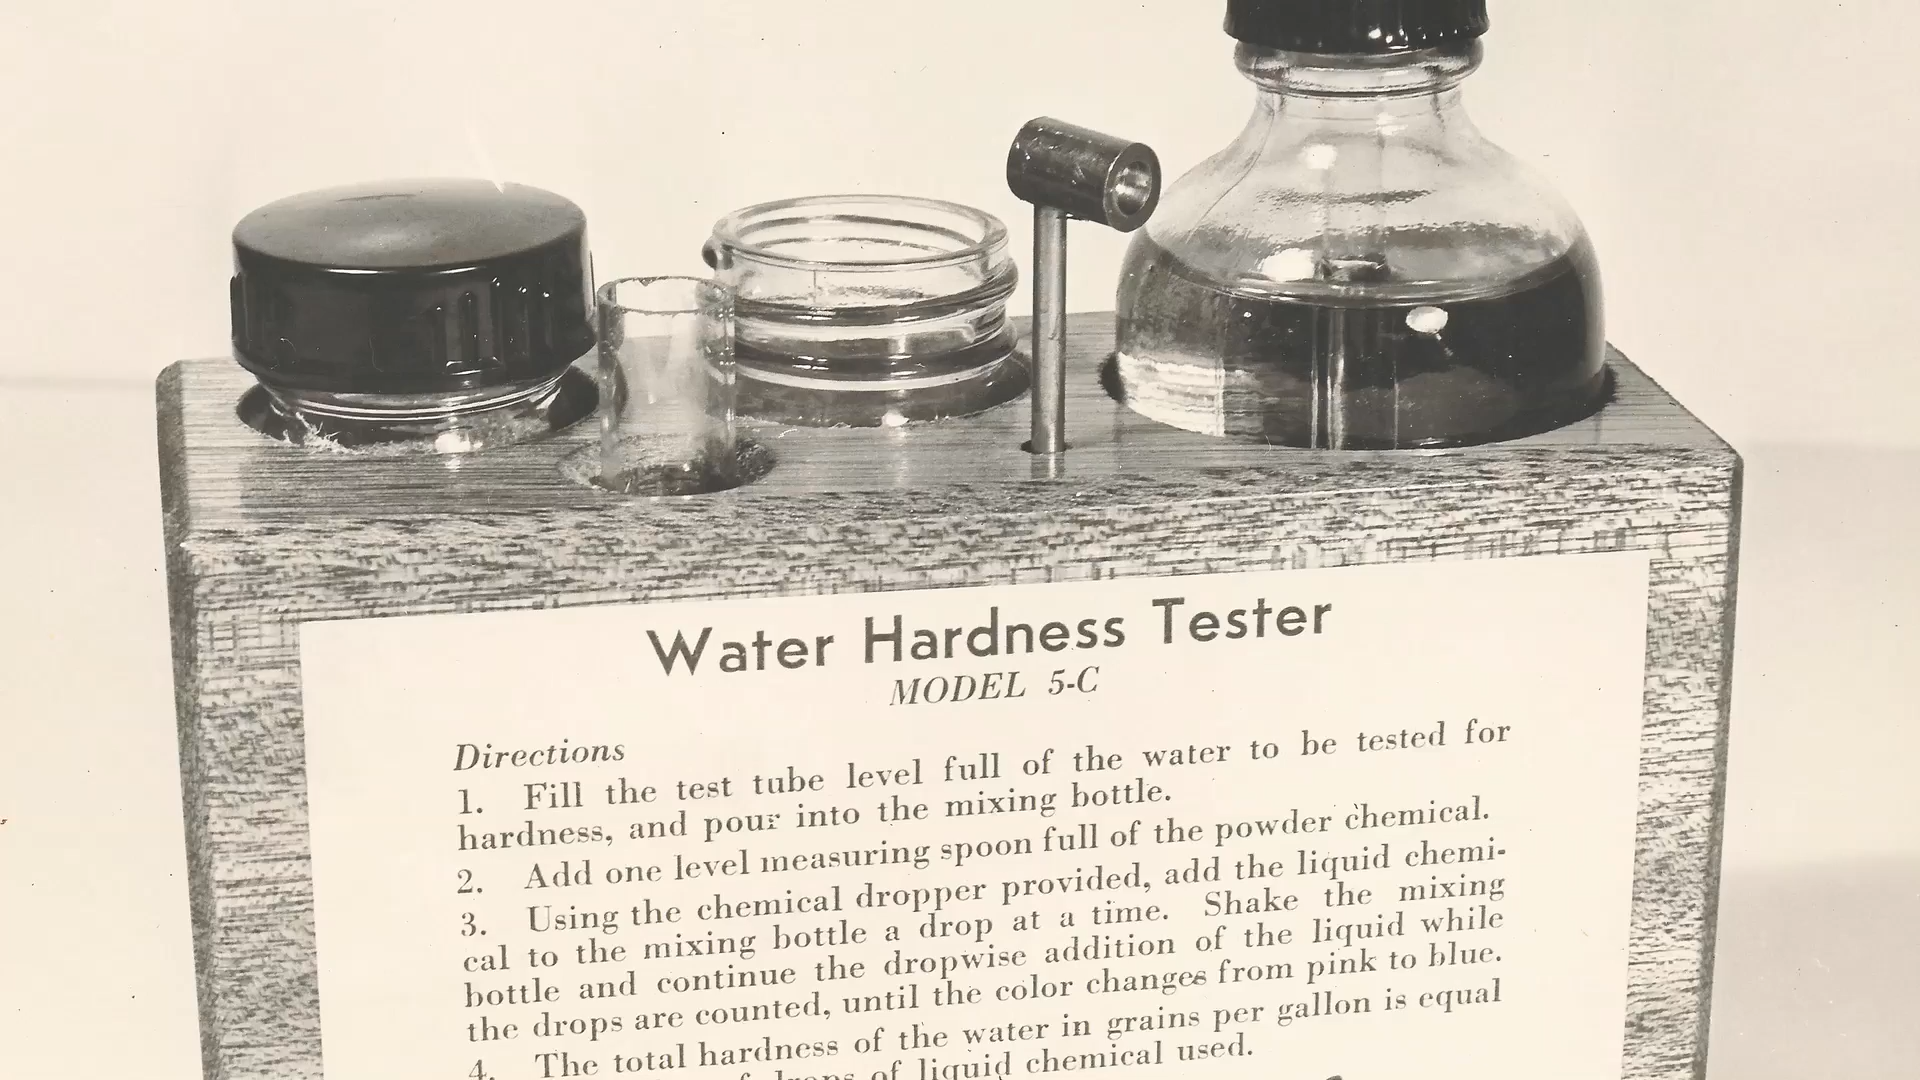 Water Hardness Tester
MODEL 5-C
Directions
1. Fill the test tube level full of the water to be tested for
hardness, and pour into the mixing bottle.
2. Add one level measuring spoon full of the powder chemical.
3. Using the chemical dropper provided, add the liquid chemi-
cal to the mixing bottle a drop at a time. Shake the mixing
bottle and continue the dropwise addition of the liquid while
the drops are counted, until the color changes from pink to blue.
4. The total hardness of the water in grains per gallon is equal
of drops of liquid chemical used.